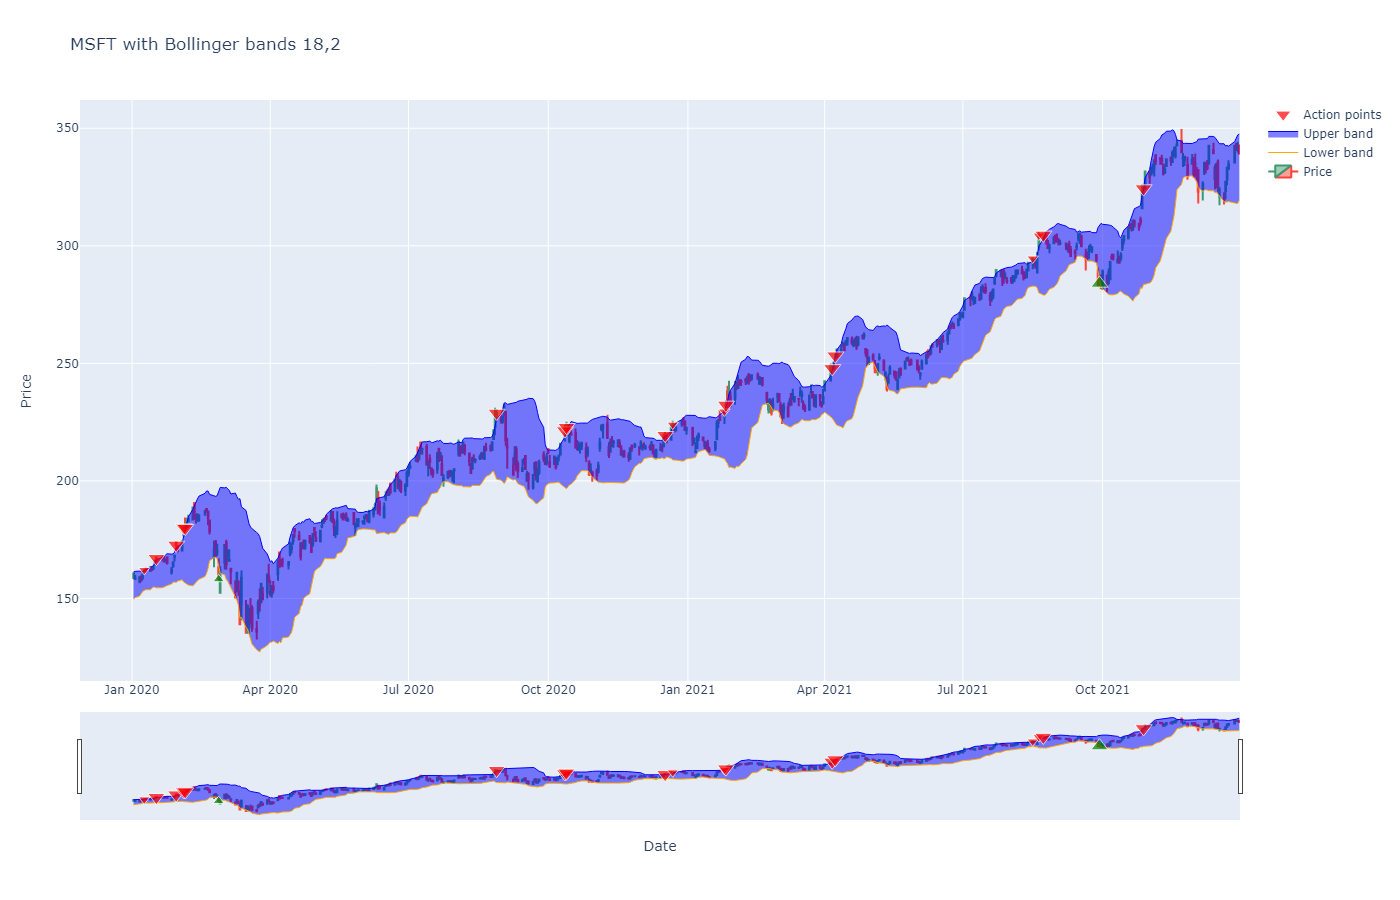 MSFT with Bollinger bands 18,2
Action points
Upper band
Lower band
Price
350
300
250
200
150
Price
Jan 2020 Apr 2020 Jul 2020 Oct 2020 Jan 2021 Apr 2021 Jul 2021 Oct 2021
Date